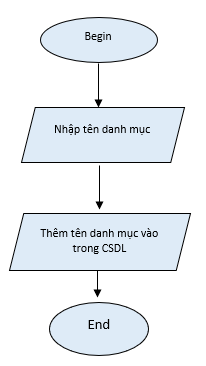 Begin
Nhập tên danh mục
Thêm tên danh mục vào
trong CSDL
End